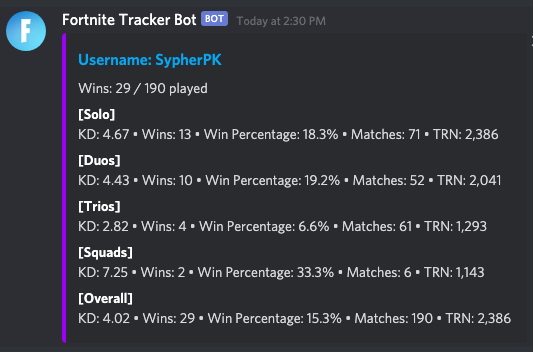 Fortnite Tracker Bot BOT Today at 2:30 PM
Username: SypherPK
Wins: 29 / 190 played
[Solo]
KD: 4.67 • Wins: 13 • Win Percentage: 18.3% • Matches: 71 • TRN: 2,386
[Duos]
KD: 4.43 • Wins: 10 • Win Percentage: 19.2% • Matches: 52 • TRN: 2,041
[Trios]
KD: 2.82 • Wins: 4 • Win Percentage: 6.6% • Matches: 61 • TRN: 1,293
[Squads]
KD: 7.25 • Wins: 2 • Win Percentage: 33.3% • Matches: 6 • TRN: 1,143
[Overall]
KD: 4.02 • Wins: 29 • Win Percentage: 15.3% • Matches: 190 • TRN: 2,386